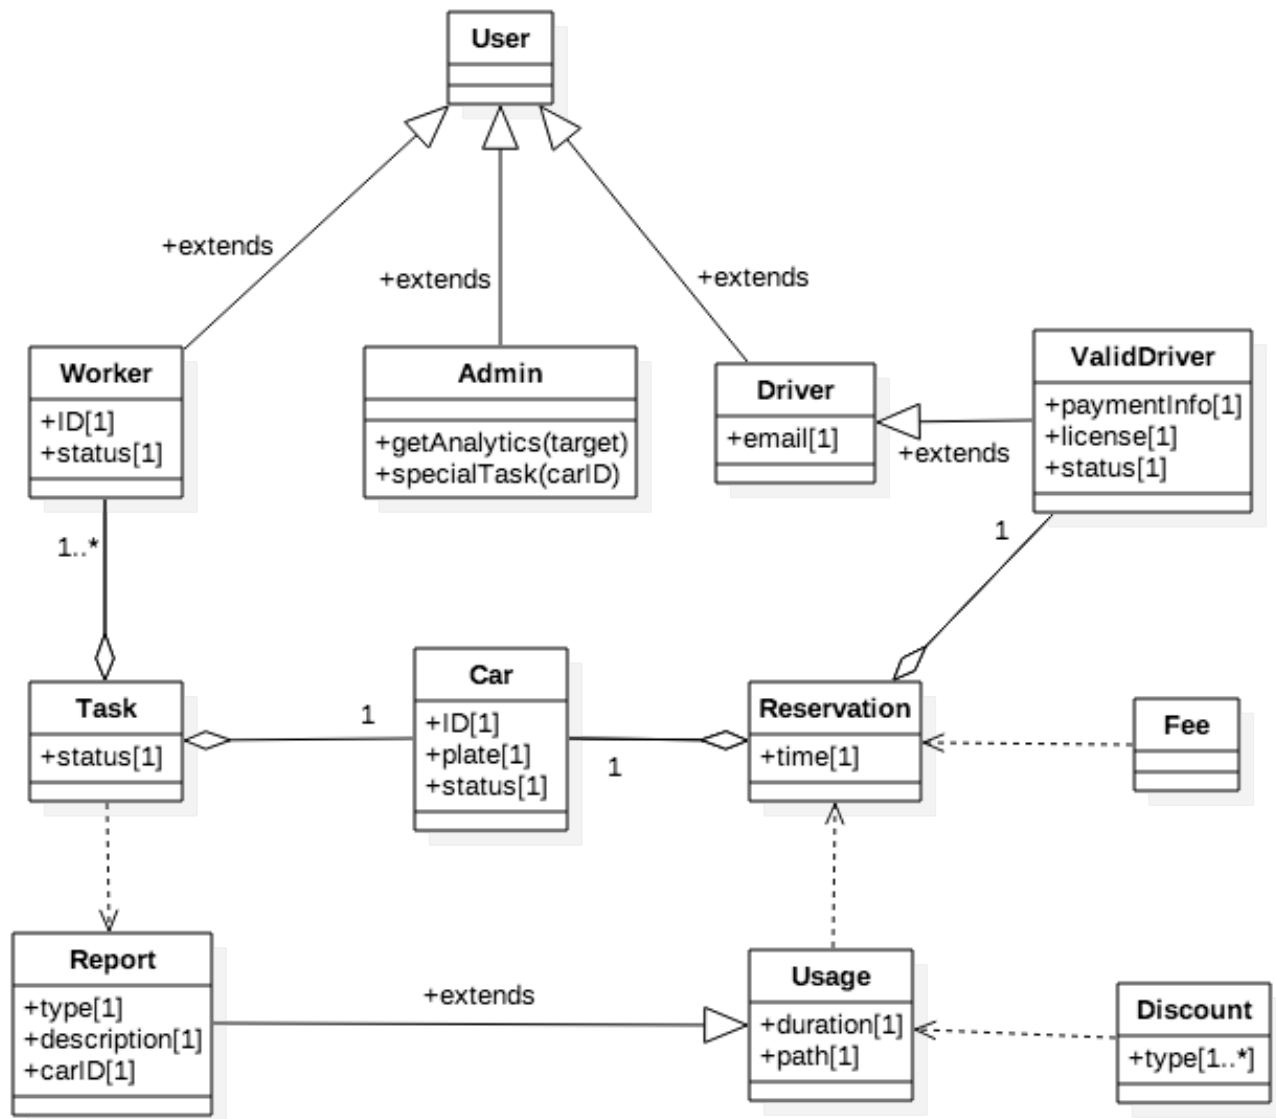 User
+extends
+extends
+extends
Worker
+ID[1]
+status[1]
Admin
+getAnalytics(target)
+specialTask(carID)
Driver
+email[1]
+extends
ValidDriver
+paymentInfo[1]
+license[1]
+status[1]
1..*
1
Task
+status[1]
1
Car
+ID[1]
+plate[1]
+status[1]
1
Reservation
+time[1]
Fee
Report
+type[1]
+description[1]
+carID[1]
+extends
Usage
+duration[1]
+path[1]
Discount
+type[1..*]